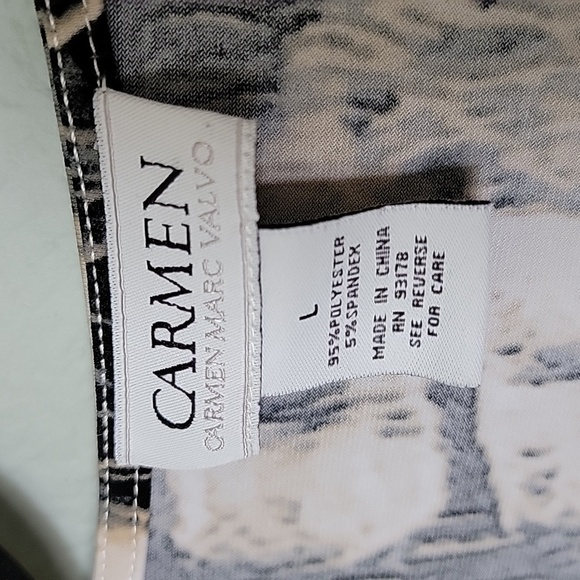 CARMEN
CARMEN MARC VALVO
L
95%POLYESTER
5%SPANDEX
MADE IN CHINA
RN 93178
SEE REVERSE
FOR CARE